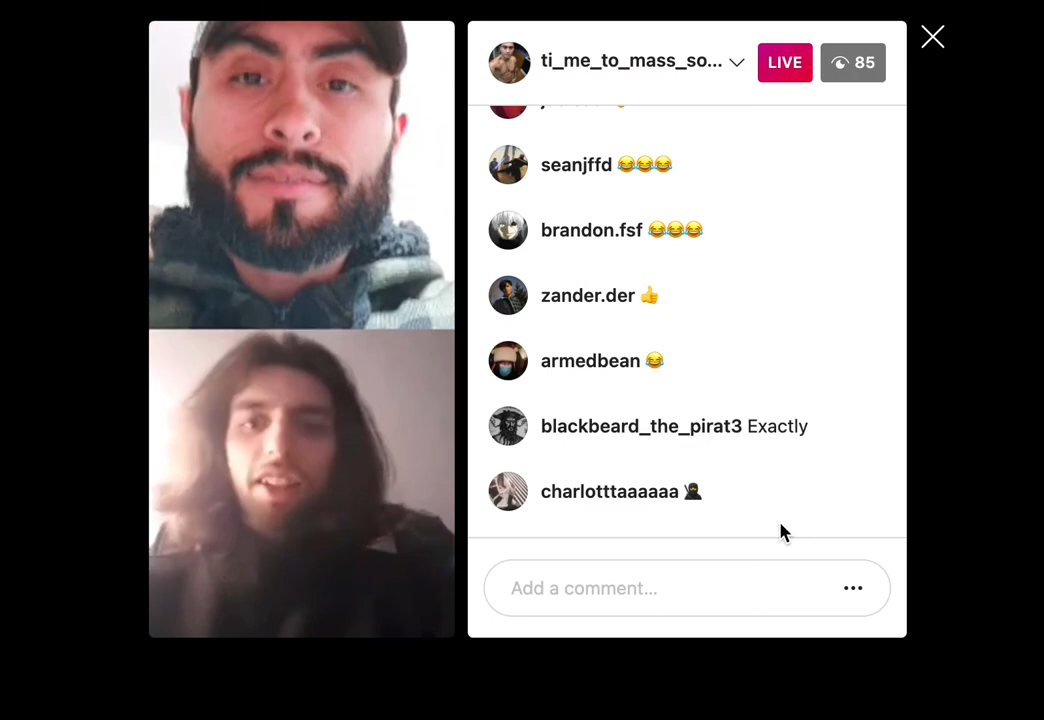 ti_me_to_mass_so...
LIVE
85
seanjffd 😂😂😂
brandon.fsf 😂😂😂
zander.der 👍
armedbean 😂
blackbeard_the_pirat3 Exactly
charlotttaaaaaa 🥷
Add a comment...